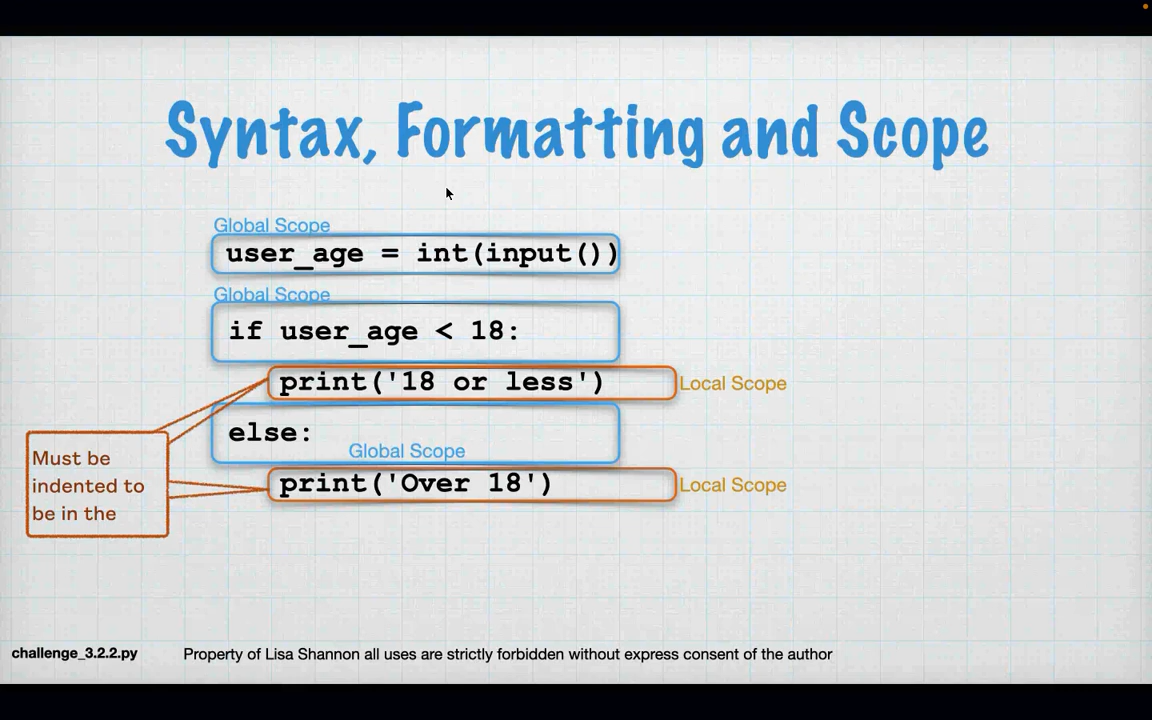 Syntax, Formatting and Scope
Global Scope
user_age = int(input())
Global Scope
if user_age < 18:
print('18 or less')
Local Scope
else:
Global Scope
print('Over 18')
Local Scope
Must be
indented to
be in the
challenge_3.2.2.py
Property of Lisa Shannon all uses are strictly forbidden without express consent of the author